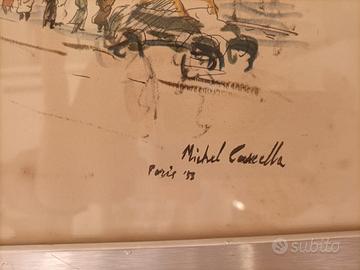 Michel Cascella
Paris '53
subito